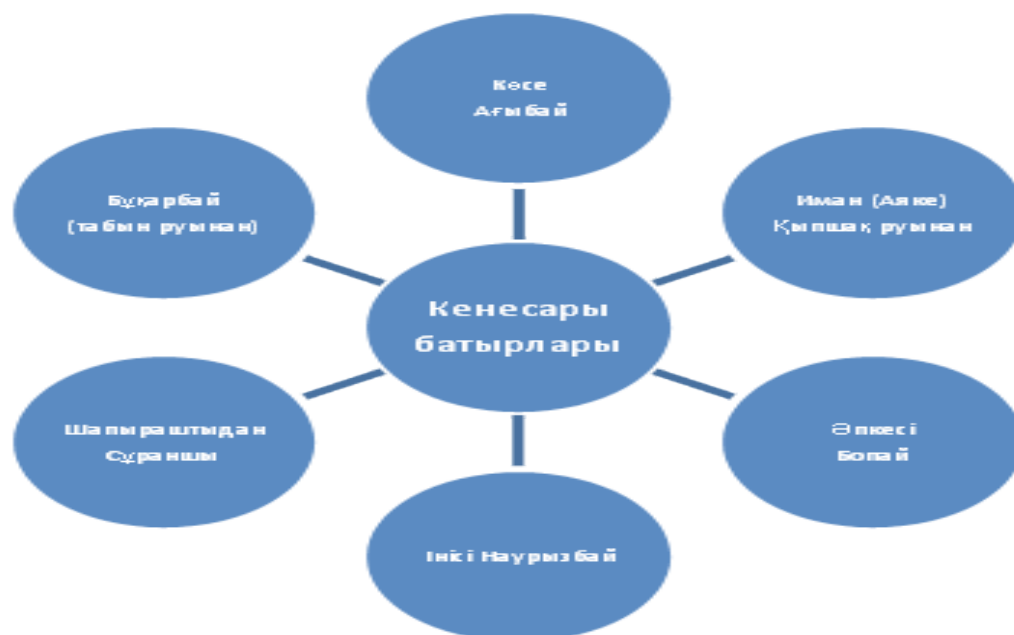 Көсе
Ағыбай
Иман (Аяке)
Қыпшақ руынан
Әпкесі
Бопай
Інісі Наурызбай
Шапыраштыдан
Сұраншы
Бұқарбай
(табын руынан)
Кенесары
батырлары